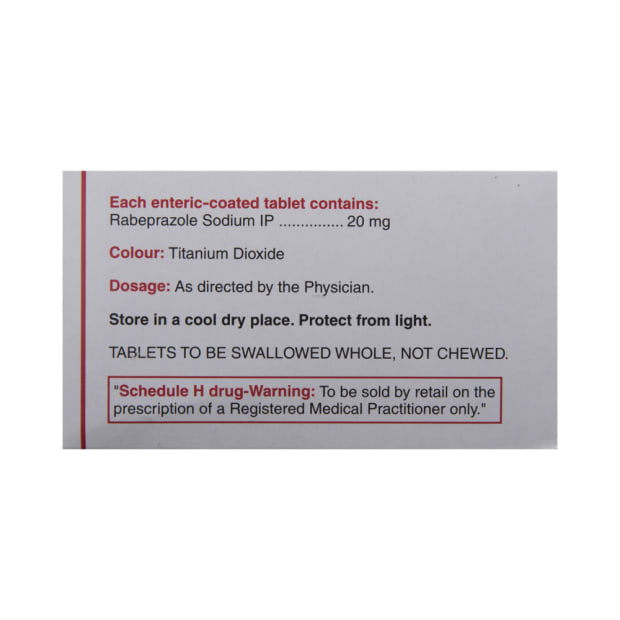 Each enteric-coated tablet contains:
Rabeprazole Sodium IP ............... 20 mg
Colour: Titanium Dioxide
Dosage: As directed by the Physician.
Store in a cool dry place. Protect from light.
TABLETS TO BE SWALLOWED WHOLE, NOT CHEWED.
"Schedule H drug-Warning: To be sold by retail on the
prescription of a Registered Medical Practitioner only."